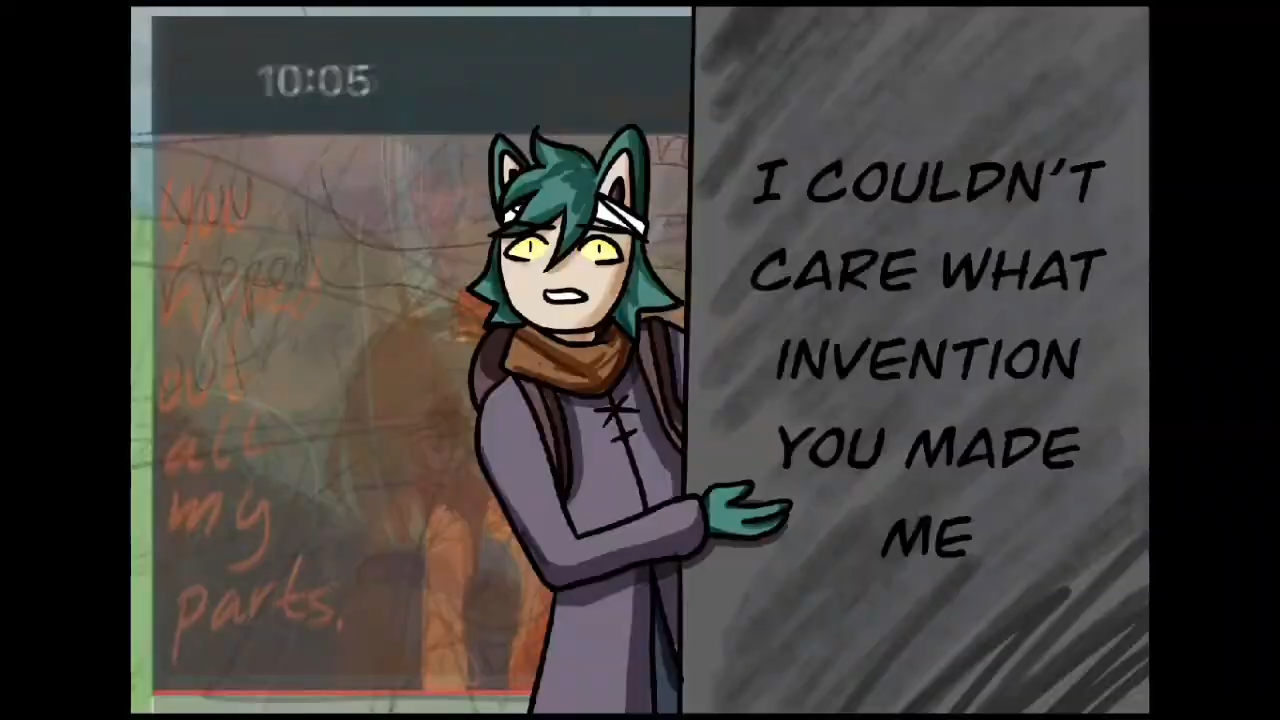 10:05
you
ripped
out
all
my
parts.
I COULDN'T
CARE WHAT
INVENTION
YOU MADE
ME